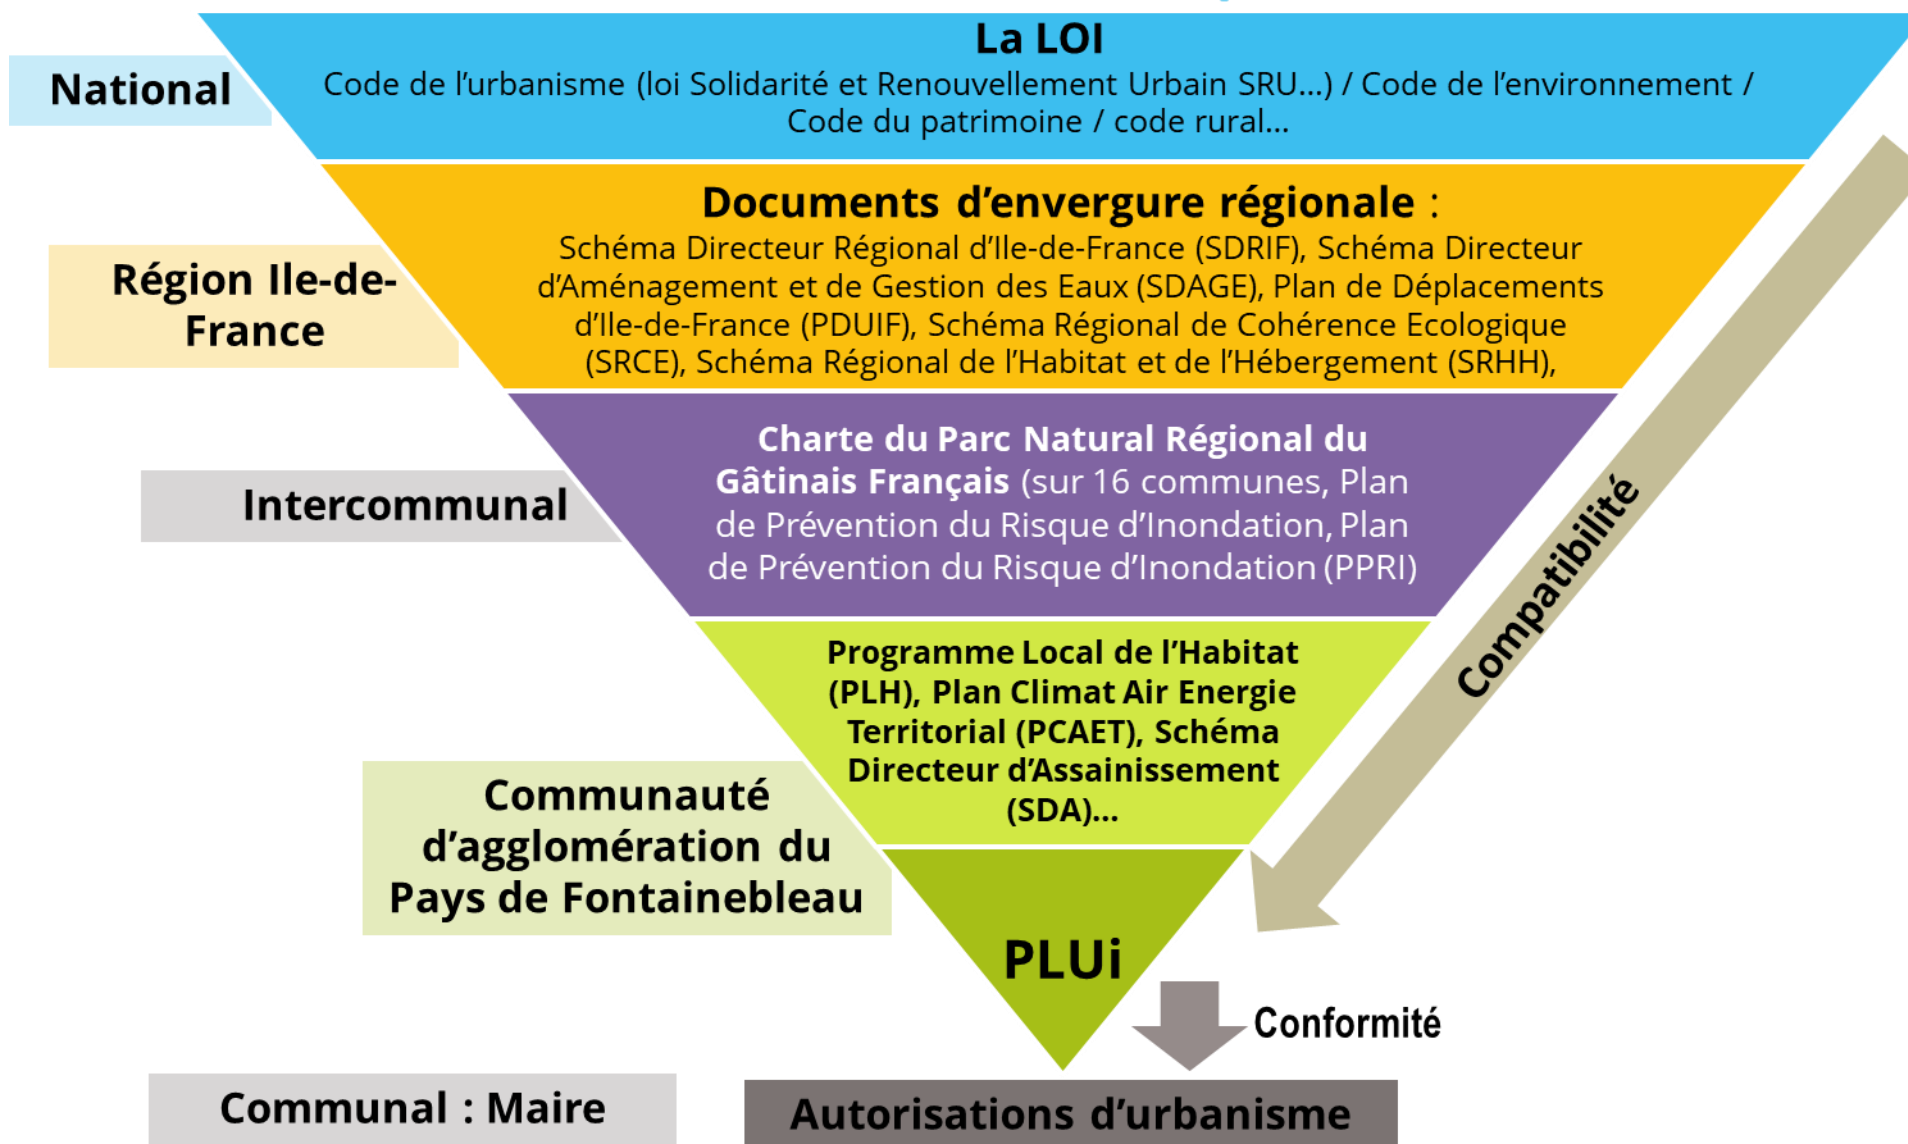 La LOI
National
Code de l’urbanisme (loi Solidarité et Renouvellement Urbain SRU...) / Code de l’environnement /
Code du patrimoine / code rural...
Documents d’envergure régionale :
Schéma Directeur Régional d’Ile-de-France (SDRIF), Schéma Directeur
d’Aménagement et de Gestion des Eaux (SDAGE), Plan de Déplacements
d’Ile-de-France (PDUIF), Schéma Régional de Cohérence Ecologique
(SRCE), Schéma Régional de l’Habitat et de l’Hébergement (SRHH),
Région Ile-de-
France
Charte du Parc Natural Régional du
Gâtinais Français (sur 16 communes, Plan
de Prévention du Risque d’Inondation, Plan
de Prévention du Risque d’Inondation (PPRI)
Intercommunal
Compatibilité
Programme Local de l’Habitat
(PLH), Plan Climat Air Energie
Territorial (PCAET), Schéma
Directeur d’Assainissement
(SDA)...
Communauté
d’agglomération du
Pays de Fontainebleau
PLUi
Conformité
Communal : Maire
Autorisations d’urbanisme